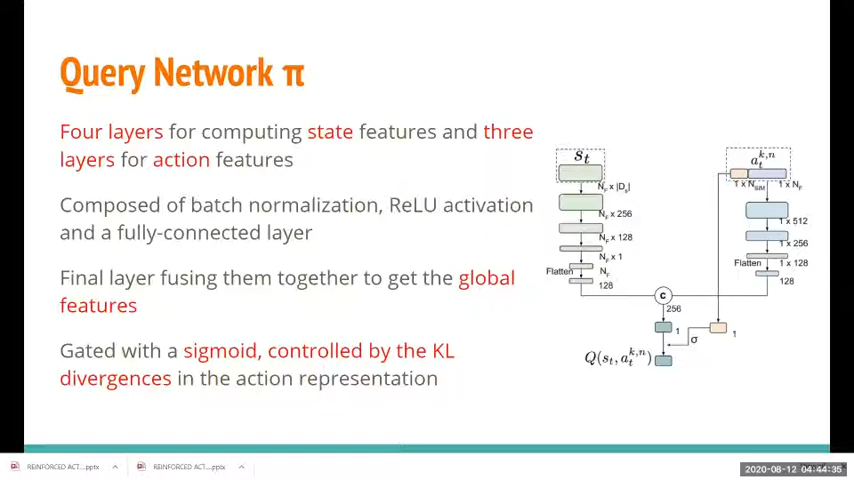 Query Network π
Four layers for computing state features and three
layers for action features
Composed of batch normalization, ReLU activation
and a fully-connected layer
Final layer fusing them together to get the global
features
Gated with a sigmoid, controlled by the KL
divergences in the action representation
s_t
N_F x |D_s|
N_F x 256
N_F x 128
N_F x 1
Flatten
N_F
128
a_t^{k,n}
1 x N_SIM
1 x N_F
1 x 512
1 x 256
Flatten
1 x 128
128
C
256
1
1
σ
Q(s_t, a_t^{k,n})
REINFORCED ACT....pptx
REINFORCED ACT....pptx
2020-08-12 04:44:35